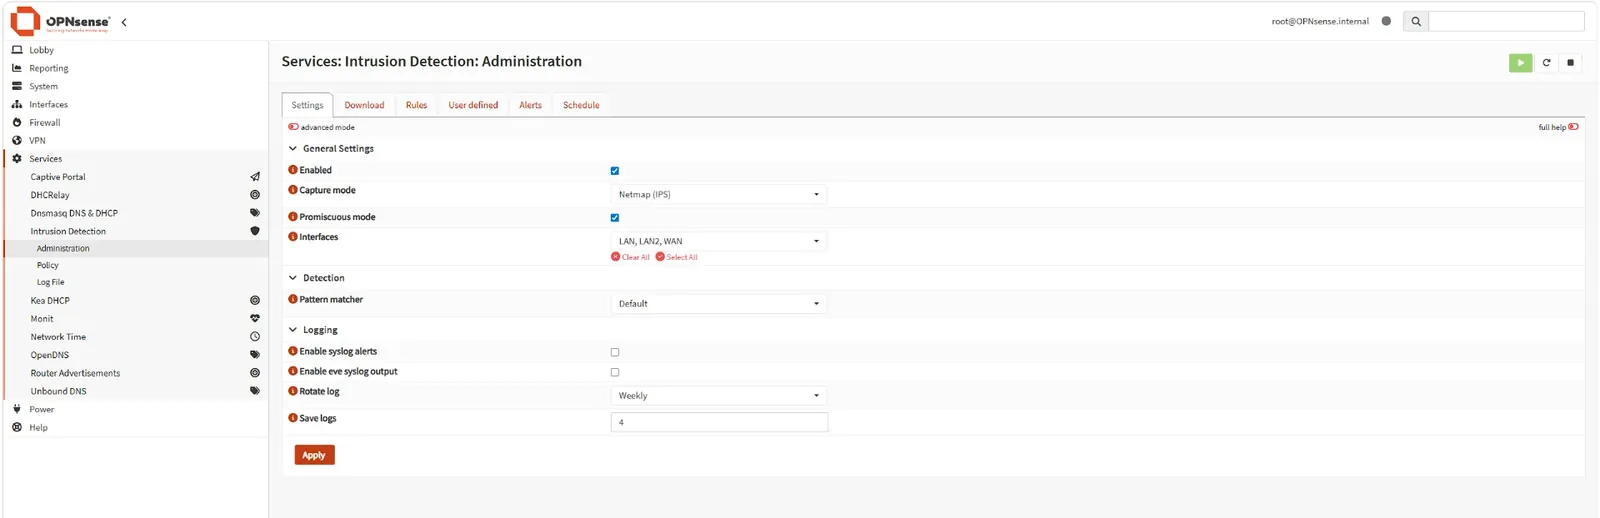 OPNsense®
root@OPNsense.internal
Lobby
Reporting
System
Interfaces
Firewall
VPN
Services
Captive Portal
DHCRelay
Dnsmasq DNS & DHCP
Intrusion Detection
Administration
Policy
Log File
Kea DHCP
Monit
Network Time
OpenDNS
Router Advertisements
Unbound DNS
Power
Help
Services: Intrusion Detection: Administration
Settings Download Rules User defined Alerts Schedule
advanced mode full help
General Settings
Enabled
Capture mode Netmap (IPS)
Promiscuous mode
Interfaces LAN, LAN2, WAN
Clear All Select All
Detection
Pattern matcher Default
Logging
Enable syslog alerts
Enable eve syslog output
Rotate log Weekly
Save logs 4
Apply